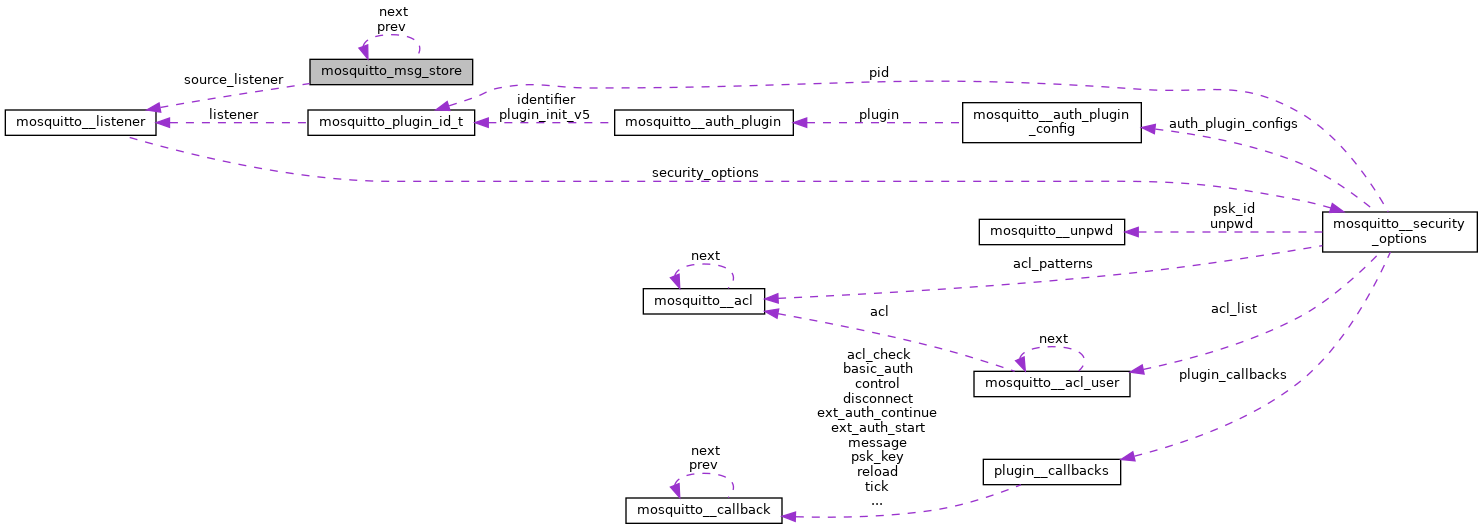 next
prev
mosquitto_msg_store
source_listener
pid
identifier
plugin_init_v5
mosquitto__listener
listener
mosquitto_plugin_id_t
mosquitto__auth_plugin
plugin
mosquitto__auth_plugin
_config
auth_plugin_configs
security_options
psk_id
unpwd
mosquitto__unpwd
mosquitto__security
_options
next
acl_patterns
mosquitto__acl
acl
acl_list
next
mosquitto__acl_user
plugin_callbacks
acl_check
basic_auth
control
disconnect
ext_auth_continue
ext_auth_start
message
psk_key
reload
tick
...
next
prev
plugin__callbacks
mosquitto__callback